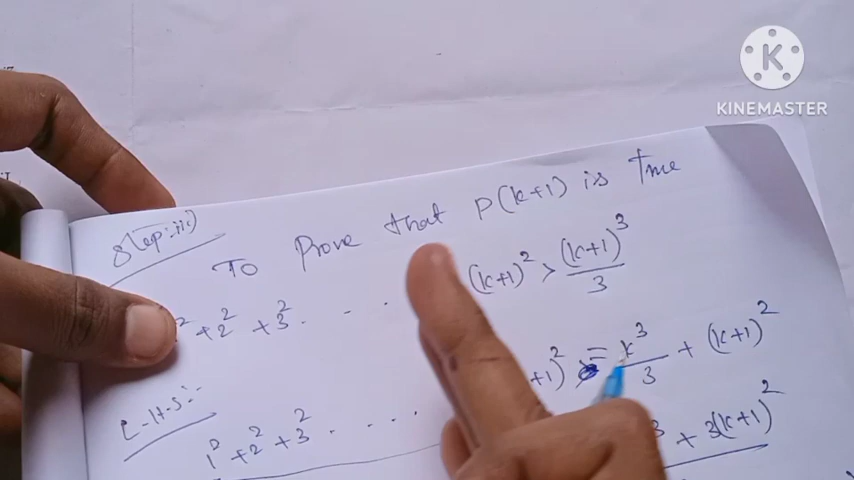 KINEMASTER
Step:-iii)
To Prove that P(k+1) is True
² + 2² + 3² . - - . (k+1)² > (k+1)³/3
L-H-S:-
1² + 2² + 3² . . . . +1)² = k³/3 + (k+1)²
3 + 3(k+1)²